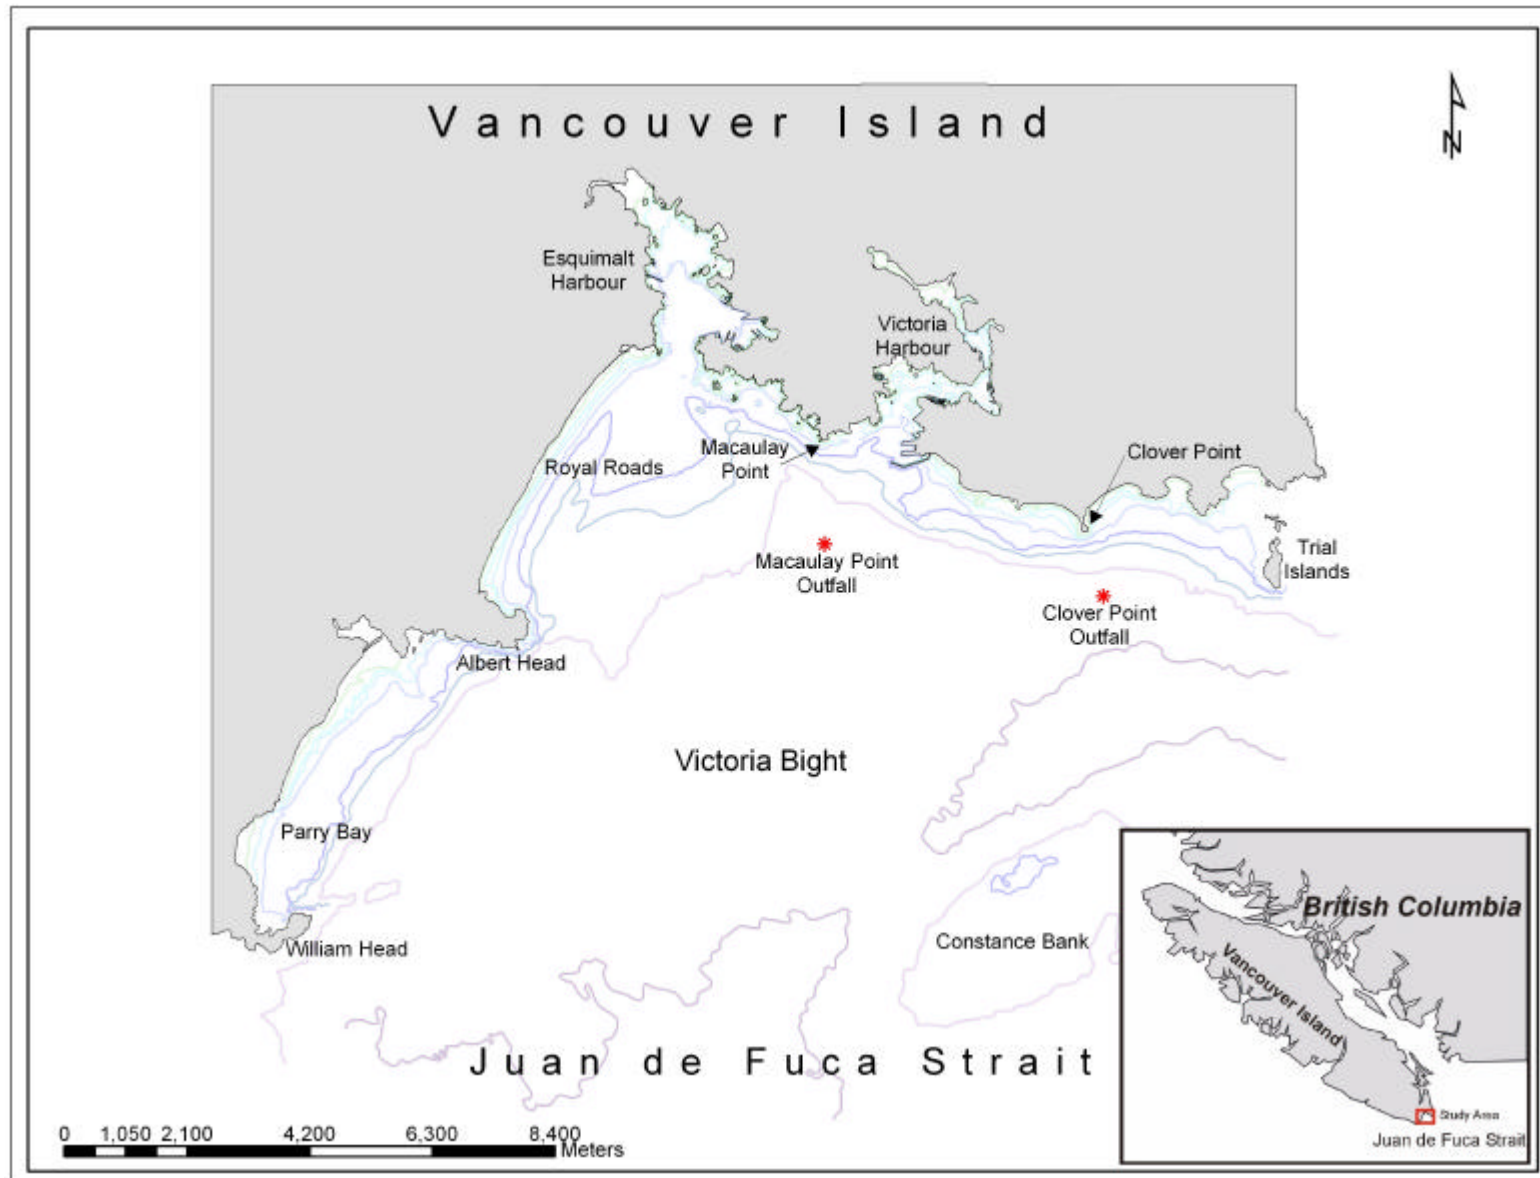 Vancouver Island
N
Esquimalt
Harbour
Victoria
Harbour
Royal Roads
Macaulay
Point
Clover Point
Macaulay Point
Outfall
Trial
Islands
Clover Point
Outfall
Albert Head
Victoria Bight
Parry Bay
William Head
Constance Bank
Juan de Fuca Strait
0 1,050 2,100 4,200 6,300 8,400
Meters
British Columbia
Vancouver Island
Study Area
Juan de Fuca Strait